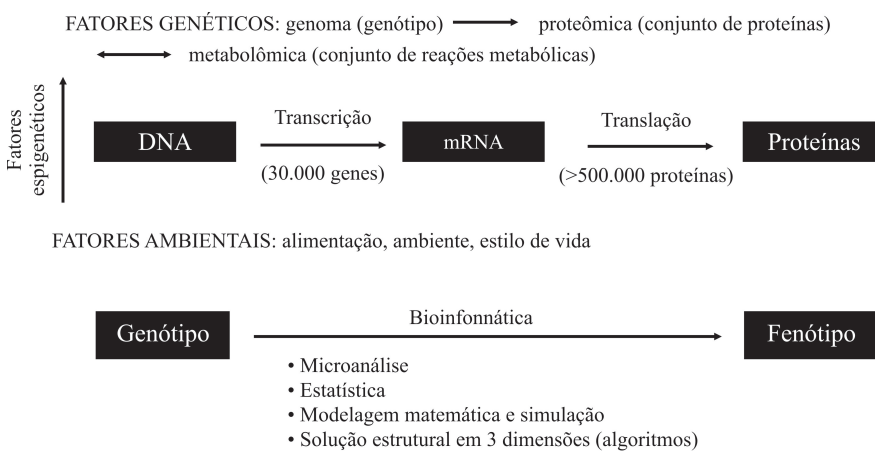 FATORES GENÉTICOS: genoma (genótipo) proteômica (conjunto de proteínas)
metabolômica (conjunto de reações metabólicas)
Fatores
espigenéticos
DNA
Transcrição
(30.000 genes)
mRNA
Translação
(>500.000 proteínas)
Proteínas
FATORES AMBIENTAIS: alimentação, ambiente, estilo de vida
Genótipo
Bioinfonnática
Fenótipo
• Microanálise
• Estatística
• Modelagem matemática e simulação
• Solução estrutural em 3 dimensões (algoritmos)